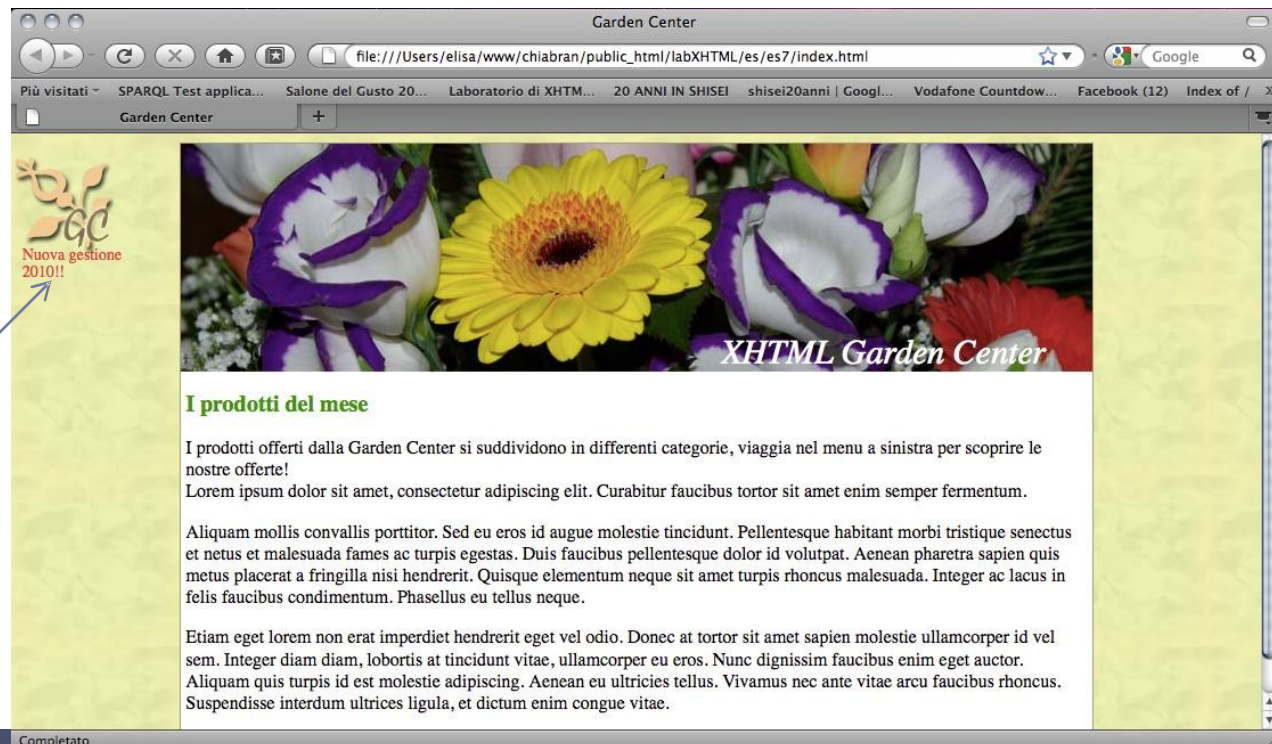 Garden Center
file:///Users/elisa/www/chiabran/public_html/labXHTML/es/es7/index.html
Google
Più visitati
SPARQL Test applica...
Salone del Gusto 20...
Laboratorio di XHTM...
20 ANNI IN SHISEI
shisei20anni | Googl...
Vodafone Countdow...
Facebook (12)
Index of /
Garden Center
GC
Nuova gestione
2010!!
XHTML Garden Center
I prodotti del mese
I prodotti offerti dalla Garden Center si suddividono in differenti categorie, viaggia nel menu a sinistra per scoprire le
nostre offerte!
Lorem ipsum dolor sit amet, consectetur adipiscing elit. Curabitur faucibus tortor sit amet enim semper fermentum.
Aliquam mollis convallis porttitor. Sed eu eros id augue molestie tincidunt. Pellentesque habitant morbi tristique senectus
et netus et malesuada fames ac turpis egestas. Duis faucibus pellentesque dolor id volutpat. Aenean pharetra sapien quis
metus placerat a fringilla nisi hendrerit. Quisque elementum neque sit amet turpis rhoncus malesuada. Integer ac lacus in
felis faucibus condimentum. Phasellus eu tellus neque.
Etiam eget lorem non erat imperdiet hendrerit eget vel odio. Donec at tortor sit amet sapien molestie ullamcorper id vel
sem. Integer diam diam, lobortis at tincidunt vitae, ullamcorper eu eros. Nunc dignissim faucibus enim eget auctor.
Aliquam quis turpis id est molestie adipiscing. Aenean eu ultricies tellus. Vivamus nec ante vitae arcu faucibus rhoncus.
Suspendisse interdum ultrices ligula, et dictum enim congue vitae.
Completato